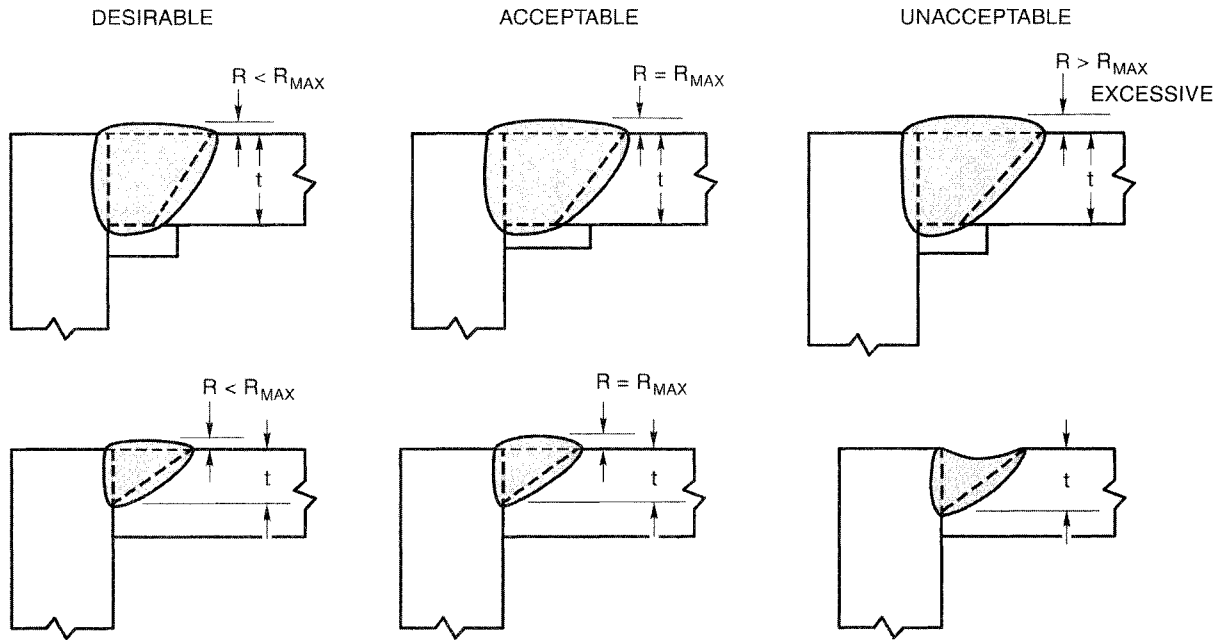 DESIRABLE
ACCEPTABLE
UNACCEPTABLE
R < RMAX
R = RMAX
R > RMAX
EXCESSIVE
t
t
t
R < RMAX
R = RMAX
t
t
t